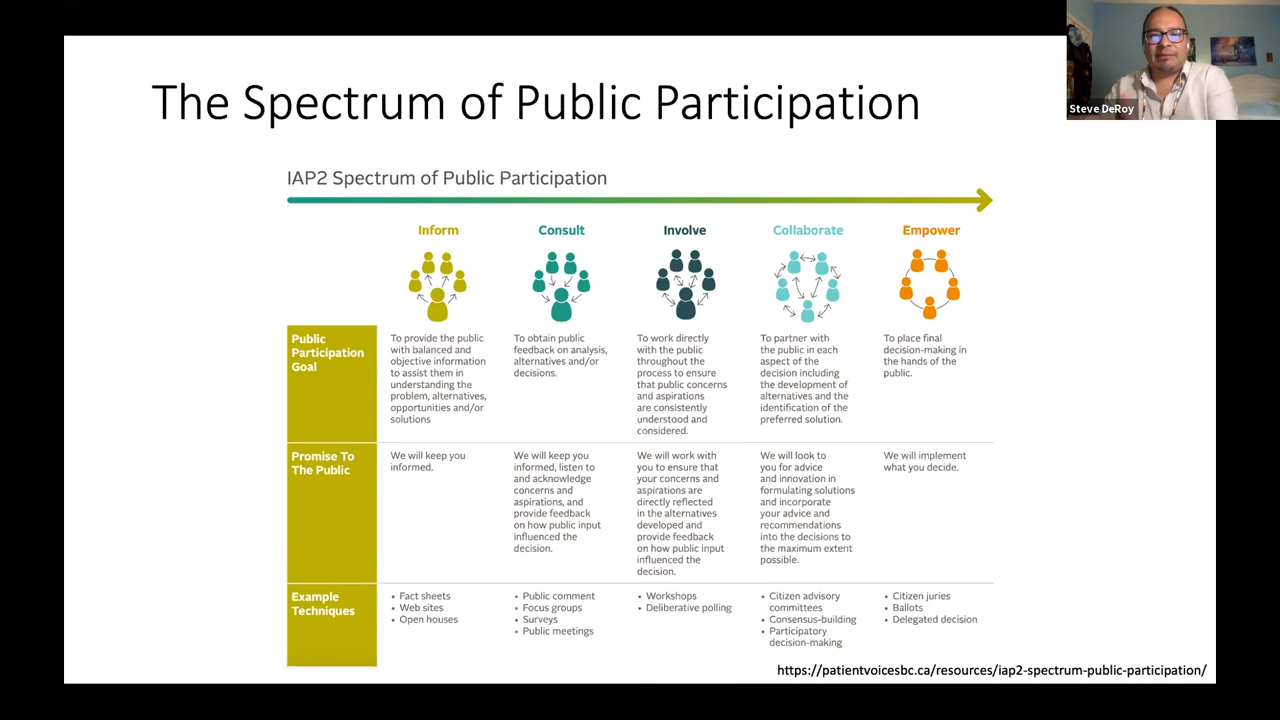 The Spectrum of Public Participation
Steve DeRoy
IAP2 Spectrum of Public Participation
Inform
Consult
Involve
Collaborate
Empower
Public
Participation
Goal
To provide the public
with balanced and
objective information
to assist them in
understanding the
problem, alternatives,
opportunities and/or
solutions
To obtain public
feedback on analysis,
alternatives and/or
decisions.
To work directly
with the public
throughout the
process to ensure
that public concerns
and aspirations
are consistently
understood and
considered.
To partner with
the public in each
aspect of the
decision including
the development of
alternatives and the
identification of the
preferred solution.
To place final
decision-making in
the hands of the
public.
Promise To
The Public
We will keep you
informed.
We will keep you
informed, listen to
and acknowledge
concerns and
aspirations, and
provide feedback
on how public input
influenced the
decision.
We will work with
you to ensure that
your concerns and
aspirations are
directly reflected
in the alternatives
developed and
provide feedback
on how public input
influenced the
decision.
We will look to
you for advice
and innovation in
formulating solutions
and incorporate
your advice and
recommendations
into the decisions to
the maximum extent
possible.
We will implement
what you decide.
Example
Techniques
• Fact sheets
• Web sites
• Open houses
• Public comment
• Focus groups
• Surveys
• Public meetings
• Workshops
• Deliberative polling
• Citizen advisory
committees
• Consensus-building
• Participatory
decision-making
• Citizen juries
• Ballots
• Delegated decision
https://patientvoicesbc.ca/resources/iap2-spectrum-public-participation/